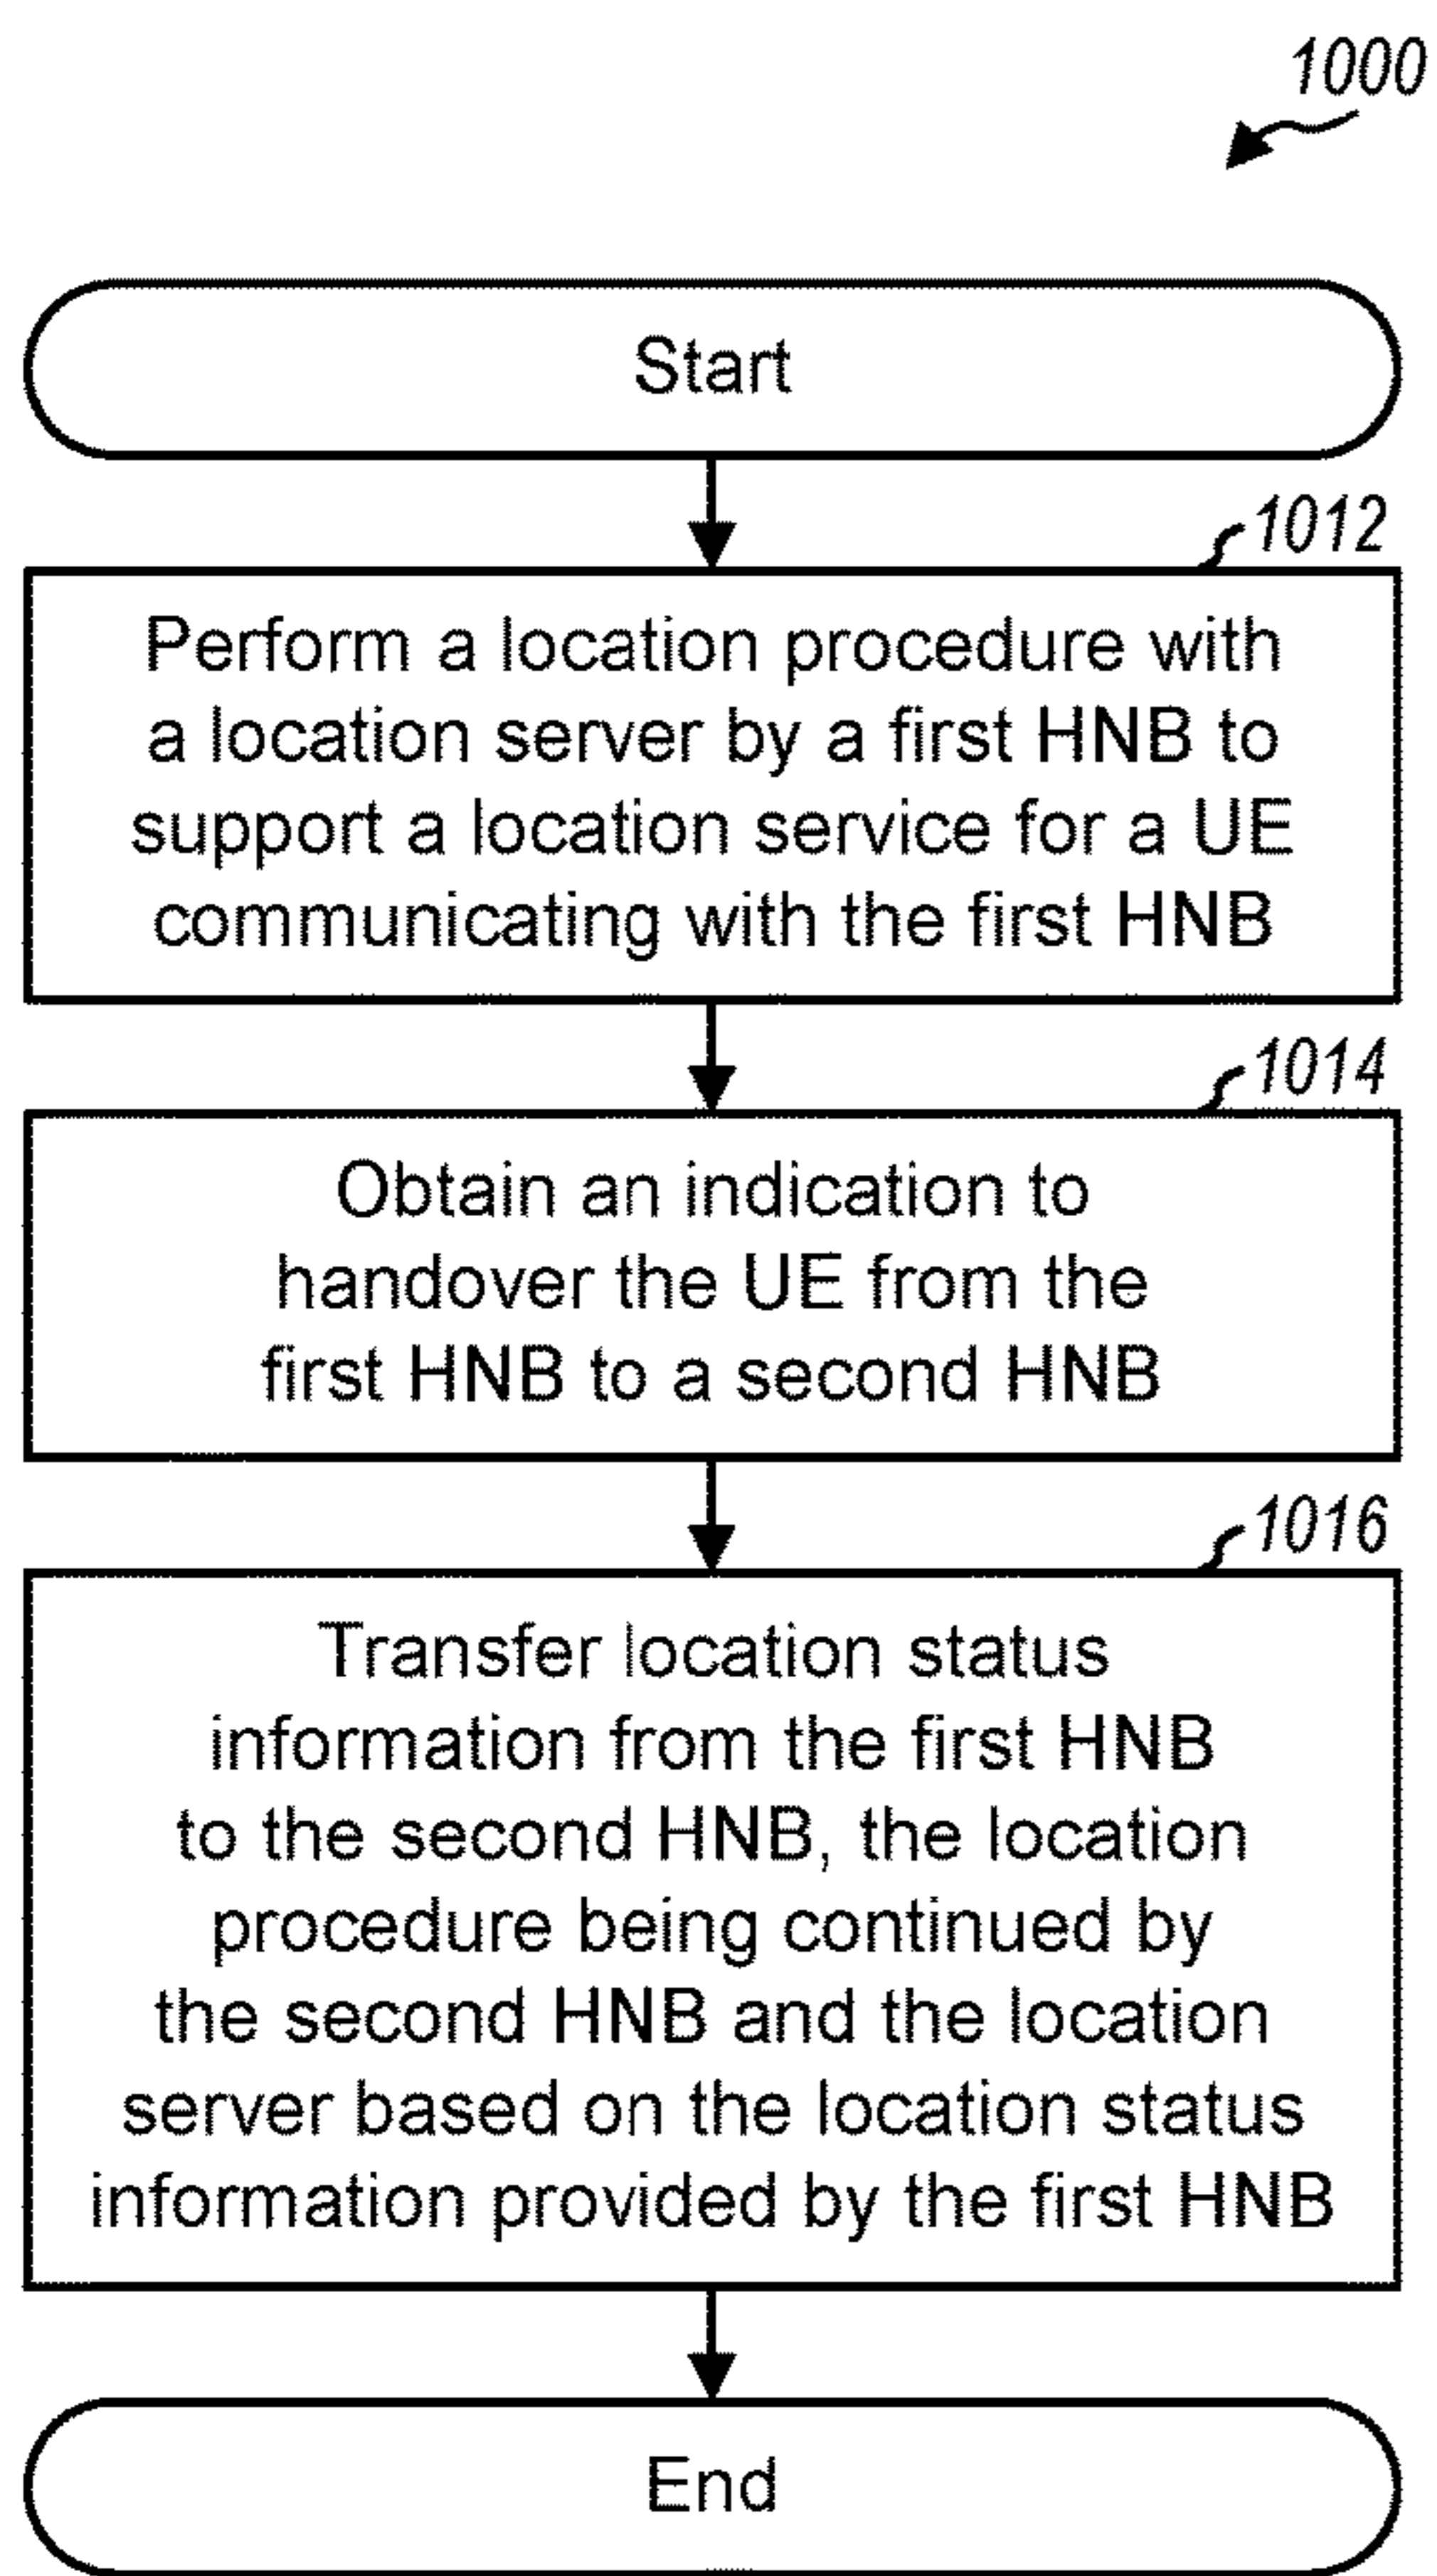 1000
Start
1012
Perform a location procedure with
a location server by a first HNB to
support a location service for a UE
communicating with the first HNB
1014
Obtain an indication to
handover the UE from the
first HNB to a second HNB
1016
Transfer location status
information from the first HNB
to the second HNB, the location
procedure being continued by
the second HNB and the location
server based on the location status
information provided by the first HNB
End